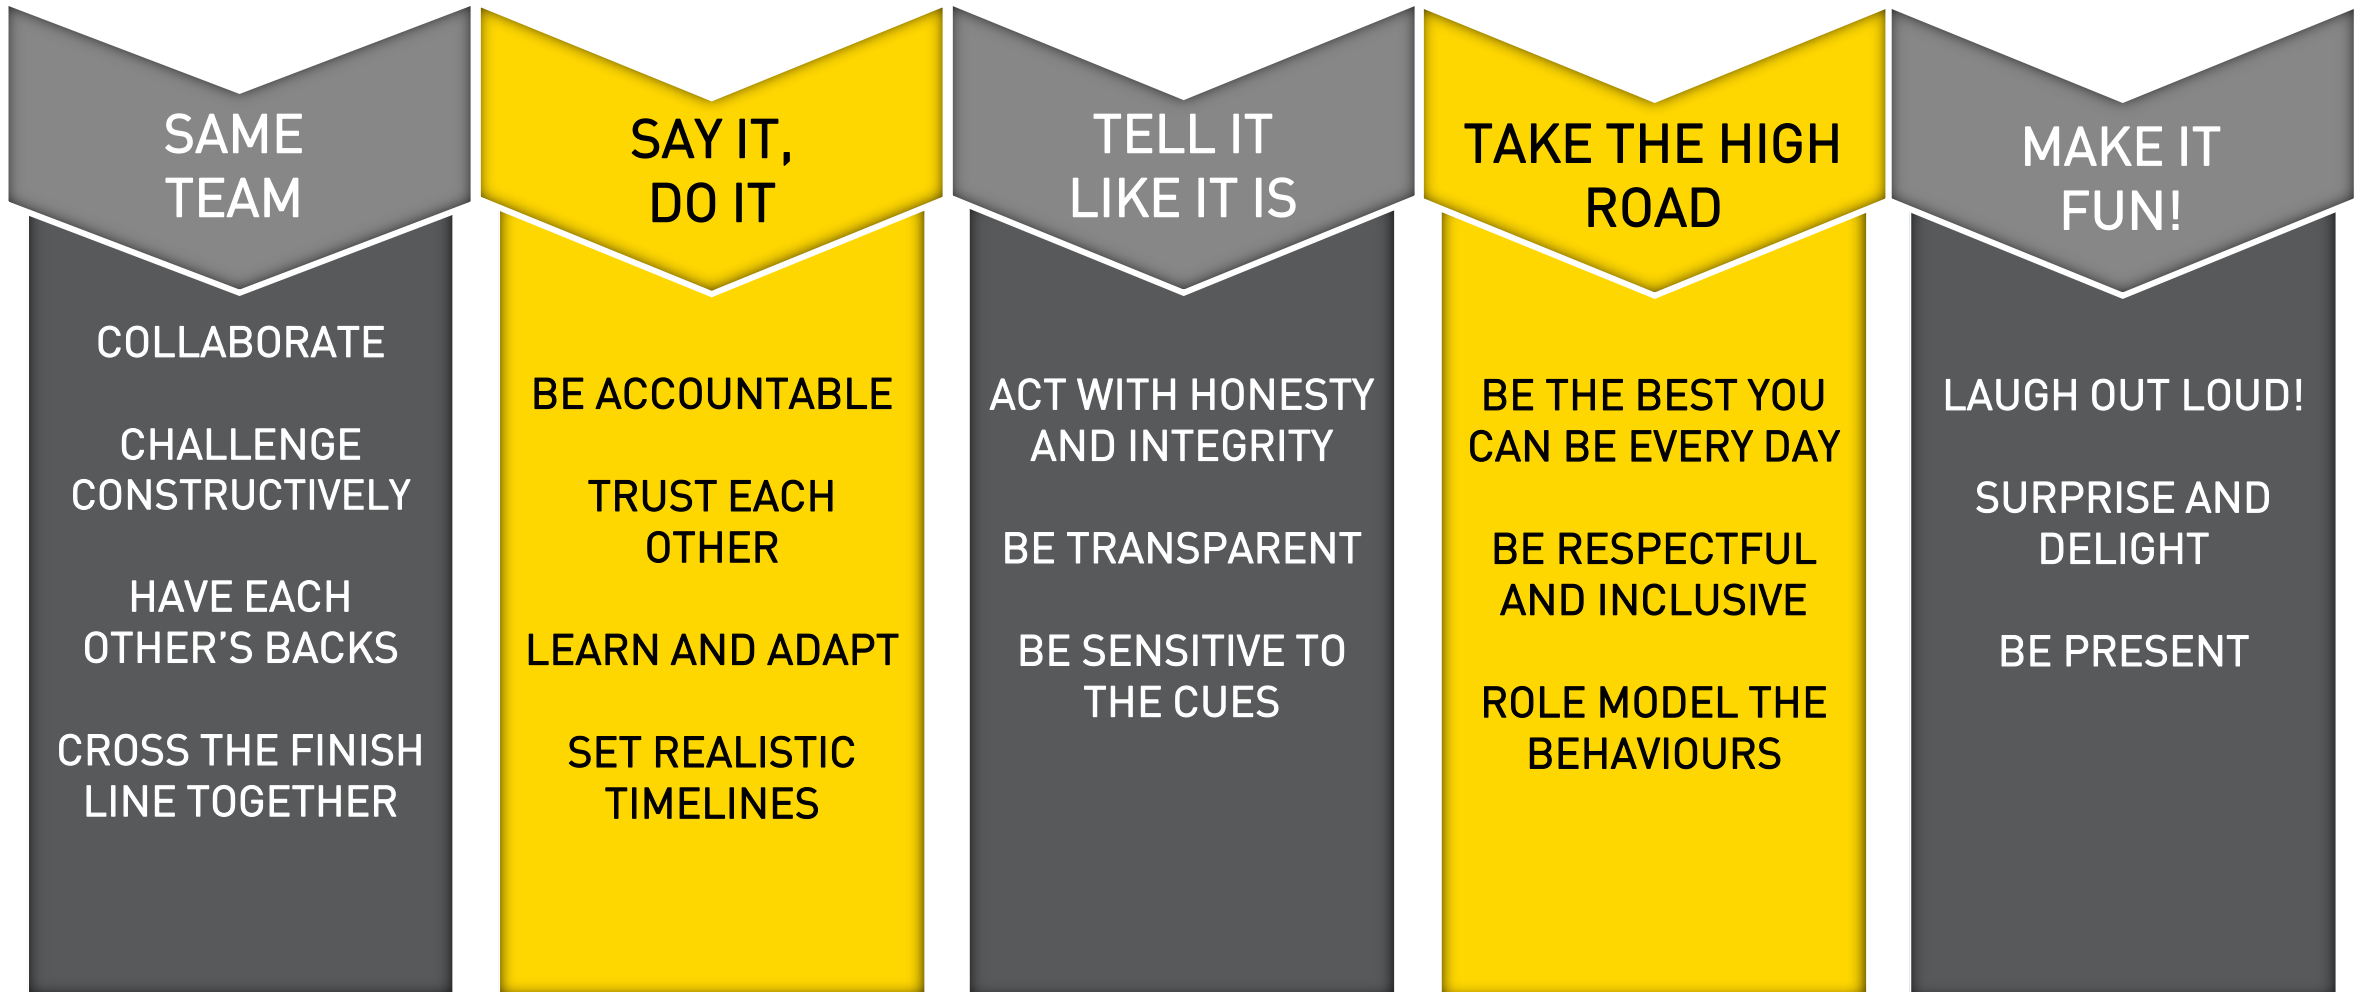 SAME
TEAM
COLLABORATE
CHALLENGE
CONSTRUCTIVELY
HAVE EACH
OTHER’S BACKS
CROSS THE FINISH
LINE TOGETHER
SAY IT,
DO IT
BE ACCOUNTABLE
TRUST EACH
OTHER
LEARN AND ADAPT
SET REALISTIC
TIMELINES
TELL IT
LIKE IT IS
ACT WITH HONESTY
AND INTEGRITY
BE TRANSPARENT
BE SENSITIVE TO
THE CUES
TAKE THE HIGH
ROAD
BE THE BEST YOU
CAN BE EVERY DAY
BE RESPECTFUL
AND INCLUSIVE
ROLE MODEL THE
BEHAVIOURS
MAKE IT
FUN!
LAUGH OUT LOUD!
SURPRISE AND
DELIGHT
BE PRESENT